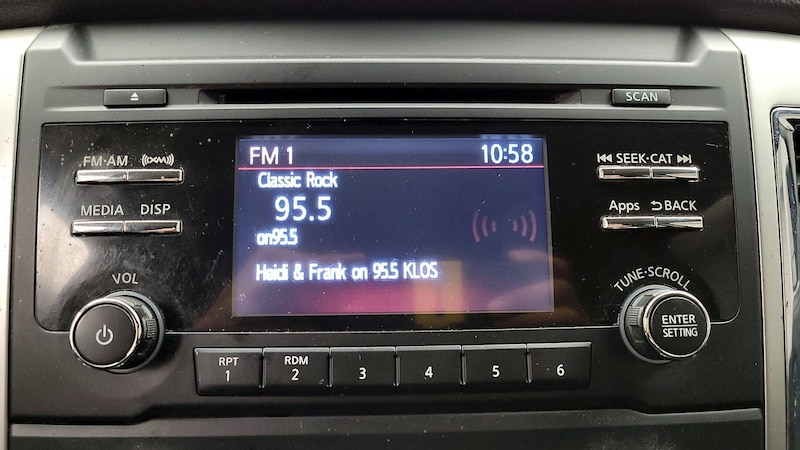 SCAN
FM·AM
((XM))
SEEK·CAT
MEDIA DISP
Apps BACK
FM 1 10:58
Classic Rock
95.5
on95.5
Heidi & Frank on 95.5 KLOS
VOL
TUNE·SCROLL
ENTER
SETTING
RPT
1
RDM
2
3
4
5
6